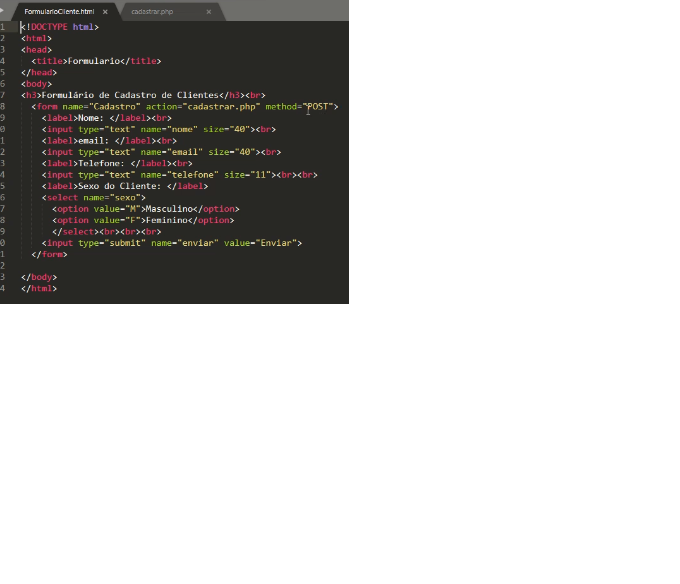 FormularioCliente.html × cadastrar.php ×
1 <!DOCTYPE html>
2 <html>
3 <head>
4 <title>Formulario</title>
5 </head>
6 <body>
7 <h3>Formulário de Cadastro de Clientes</h3><br>
8 <form name="Cadastro" action="cadastrar.php" method="POST">
9 <label>Nome: </label><br>
0 <input type="text" name="nome" size="40"><br>
1 <label>email: </label><br>
2 <input type="text" name="email" size="40"><br>
3 <label>Telefone: </label><br>
4 <input type="text" name="telefone" size="11"><br><br>
5 <label>Sexo do Cliente: </label>
6 <select name="sexo">
7 <option value="M">Masculino</option>
8 <option value="F">Feminino</option>
9 </select><br><br><br>
0 <input type="submit" name="enviar" value="Enviar">
1 </form>
2
3 </body>
4 </html>